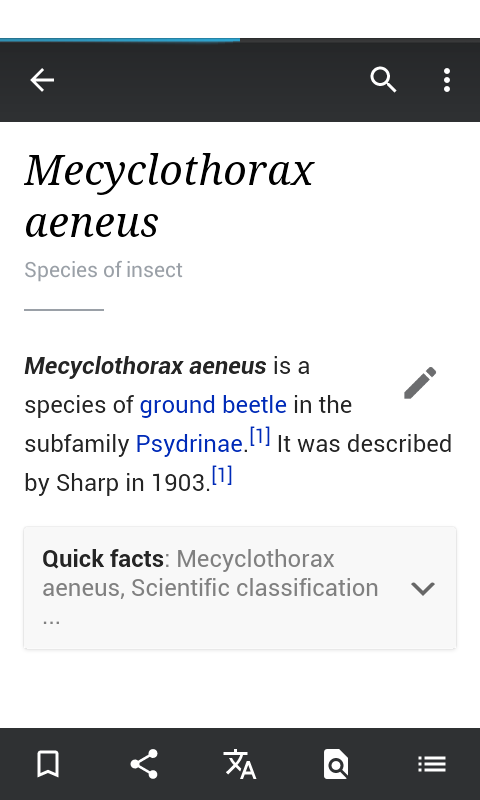 Mecyclothorax
aeneus
Species of insect
Mecyclothorax aeneus is a
species of ground beetle in the
subfamily Psydrinae.[1] It was described
by Sharp in 1903.[1]
Quick facts: Mecyclothorax
aeneus, Scientific classification
...